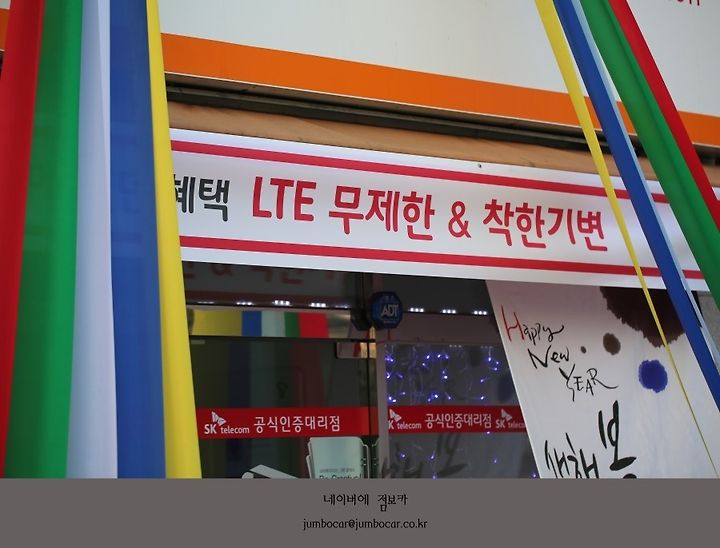 혜택 LTE 무제한 & 착한기변
ADT
Happy
New
YEAR
SK telecom 공식인증대리점
SK telecom 공식인증대리점 SK telecom
새해 복
네이버에 점보카
jumbocar@jumbocar.co.kr